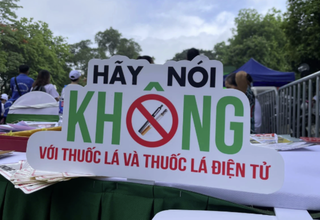 HÃY NÓI
KHÔNG
VỚI THUỐC LÁ VÀ THUỐC LÁ ĐIỆN TỬ